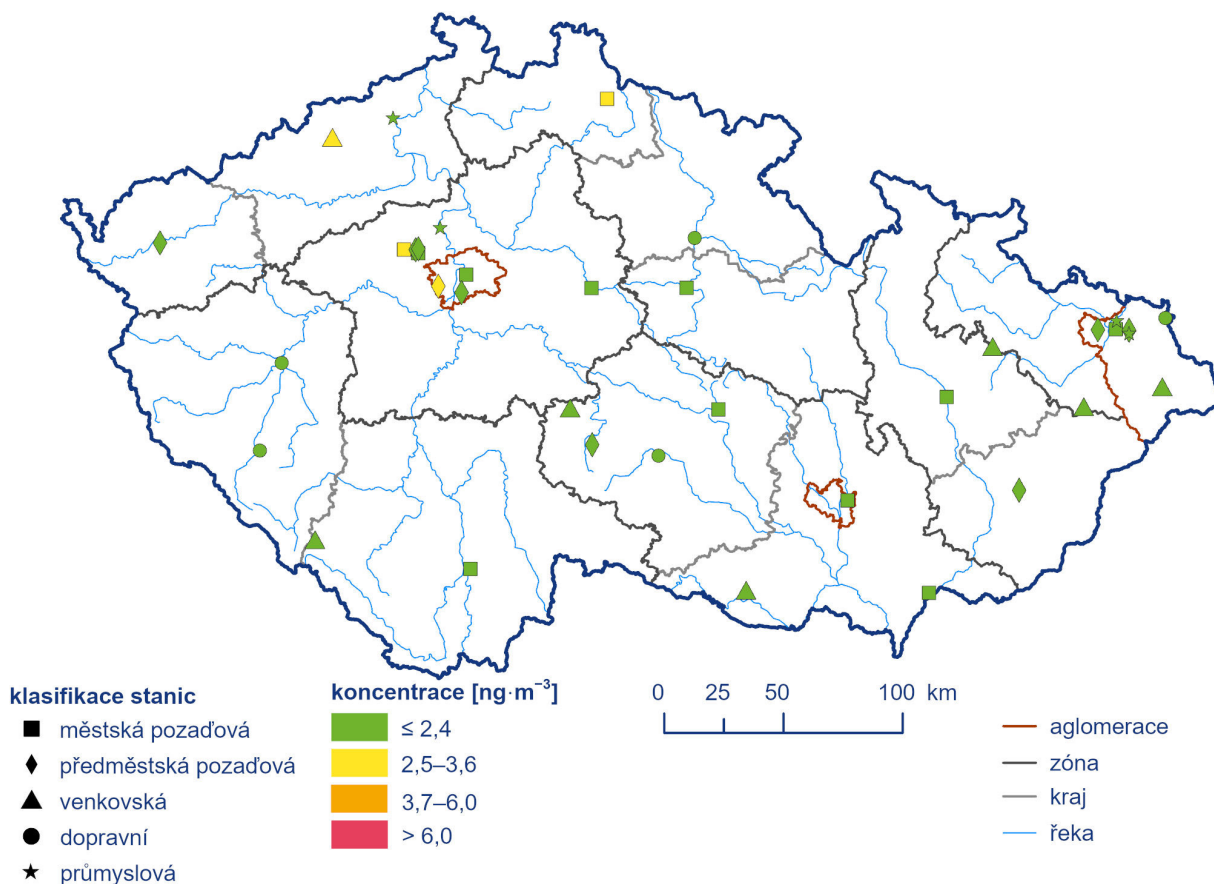 klasifikace stanic
městská pozaďová
předměstská pozaďová
venkovská
dopravní
průmyslová
koncentrace [ng·m⁻³]
≤ 2,4
2,5–3,6
3,7–6,0
> 6,0
0 25 50 100 km
aglomerace
zóna
kraj
řeka